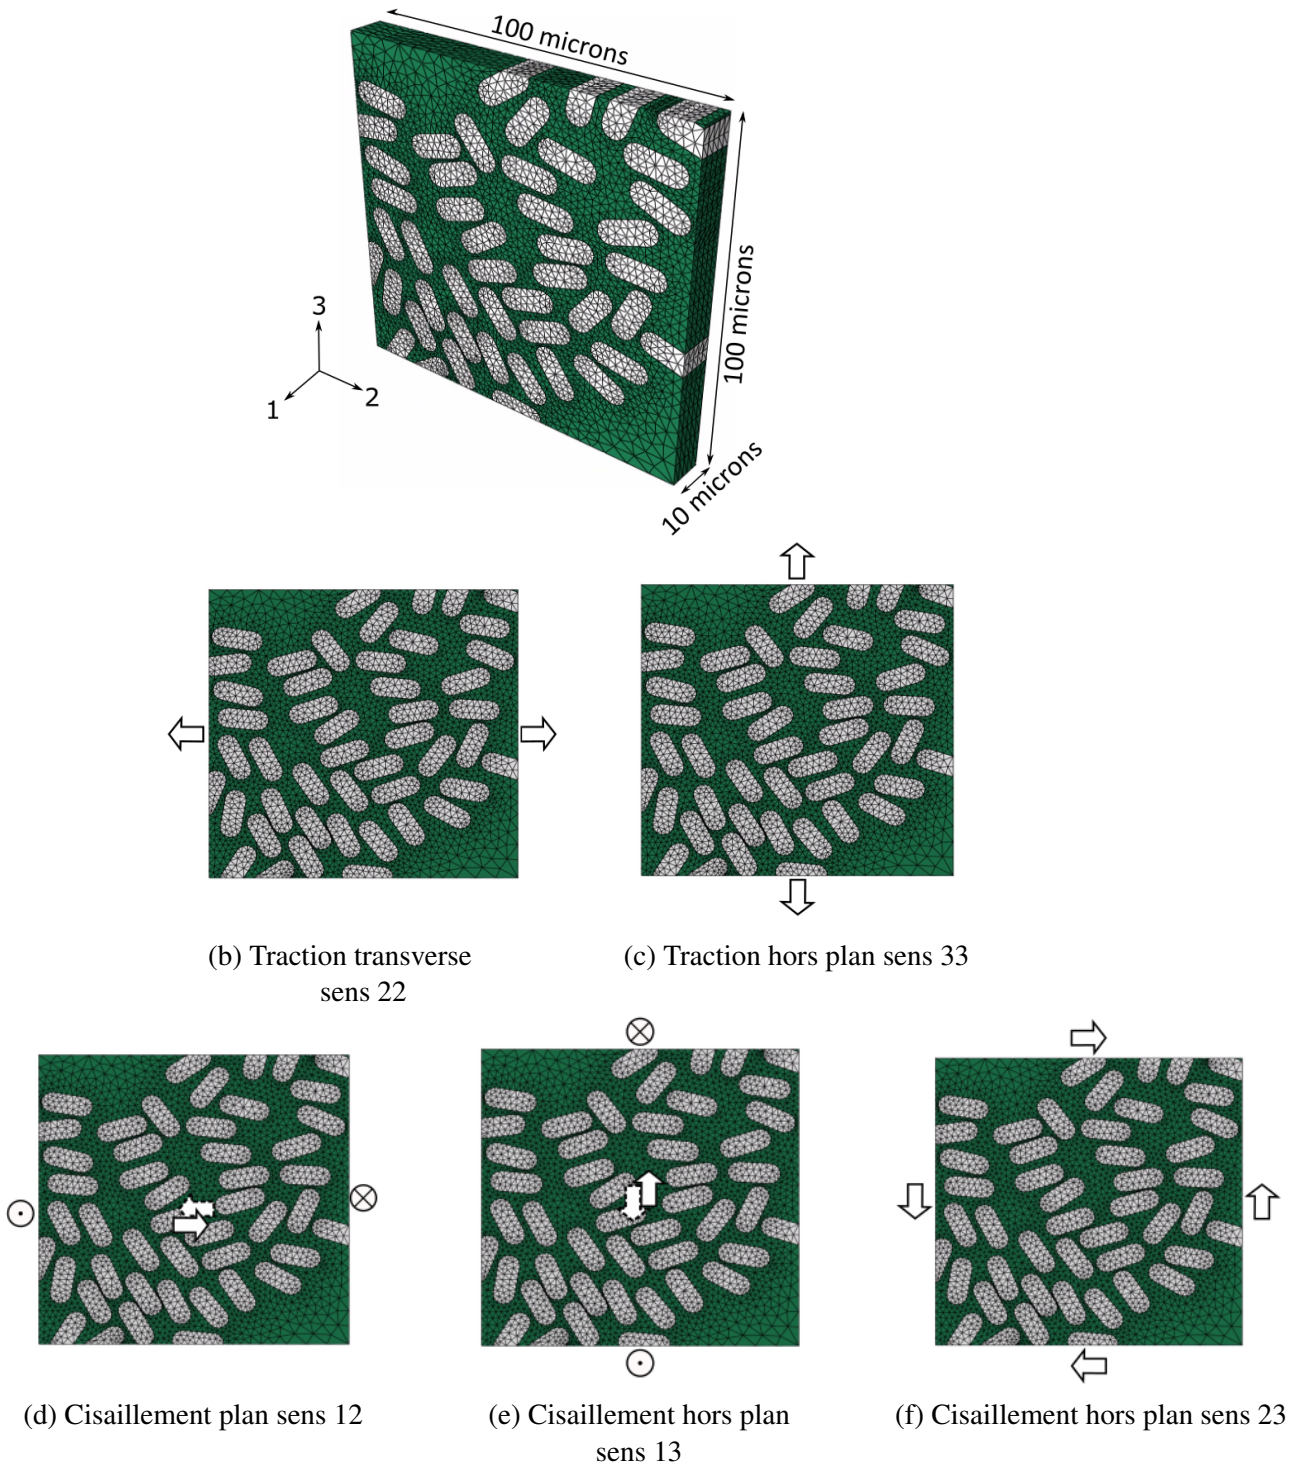 100 microns
100 microns
10 microns
3
1
2
(b) Traction transverse
sens 22
(c) Traction hors plan sens 33
(d) Cisaillement plan sens 12
(e) Cisaillement hors plan
sens 13
(f) Cisaillement hors plan sens 23